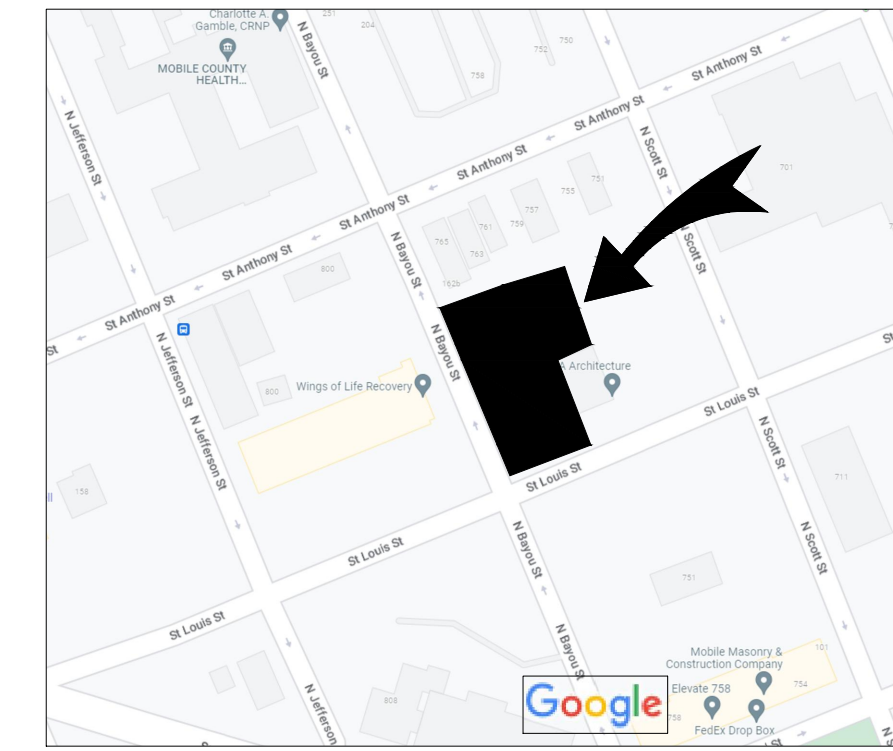 Charlotte A.
Gamble, CRNP
251
204
N Bayou St
752
750
758
MOBILE COUNTY
HEALTH...
St Anthony St
N Jefferson St
St Anthony St
N Scott St
701
St Anthony St
751
755
757
759
761
763
765
162b
St Anthony St
N Bayou St
N Scott St
St Anthony St
800
St Anthony St
St
N Jefferson St
N Bayou St
A Architecture
Wings of Life Recovery
800
St Louis St
N Jefferson St
N Scott St
St Louis St
711
158
N Bayou St
St Louis St
N Scott St
751
St Louis St
N Bayou St
Mobile Masonry &
Construction Company
101
754
Elevate 758
758
FedEx Drop Box
N Jefferson
808
Google
St